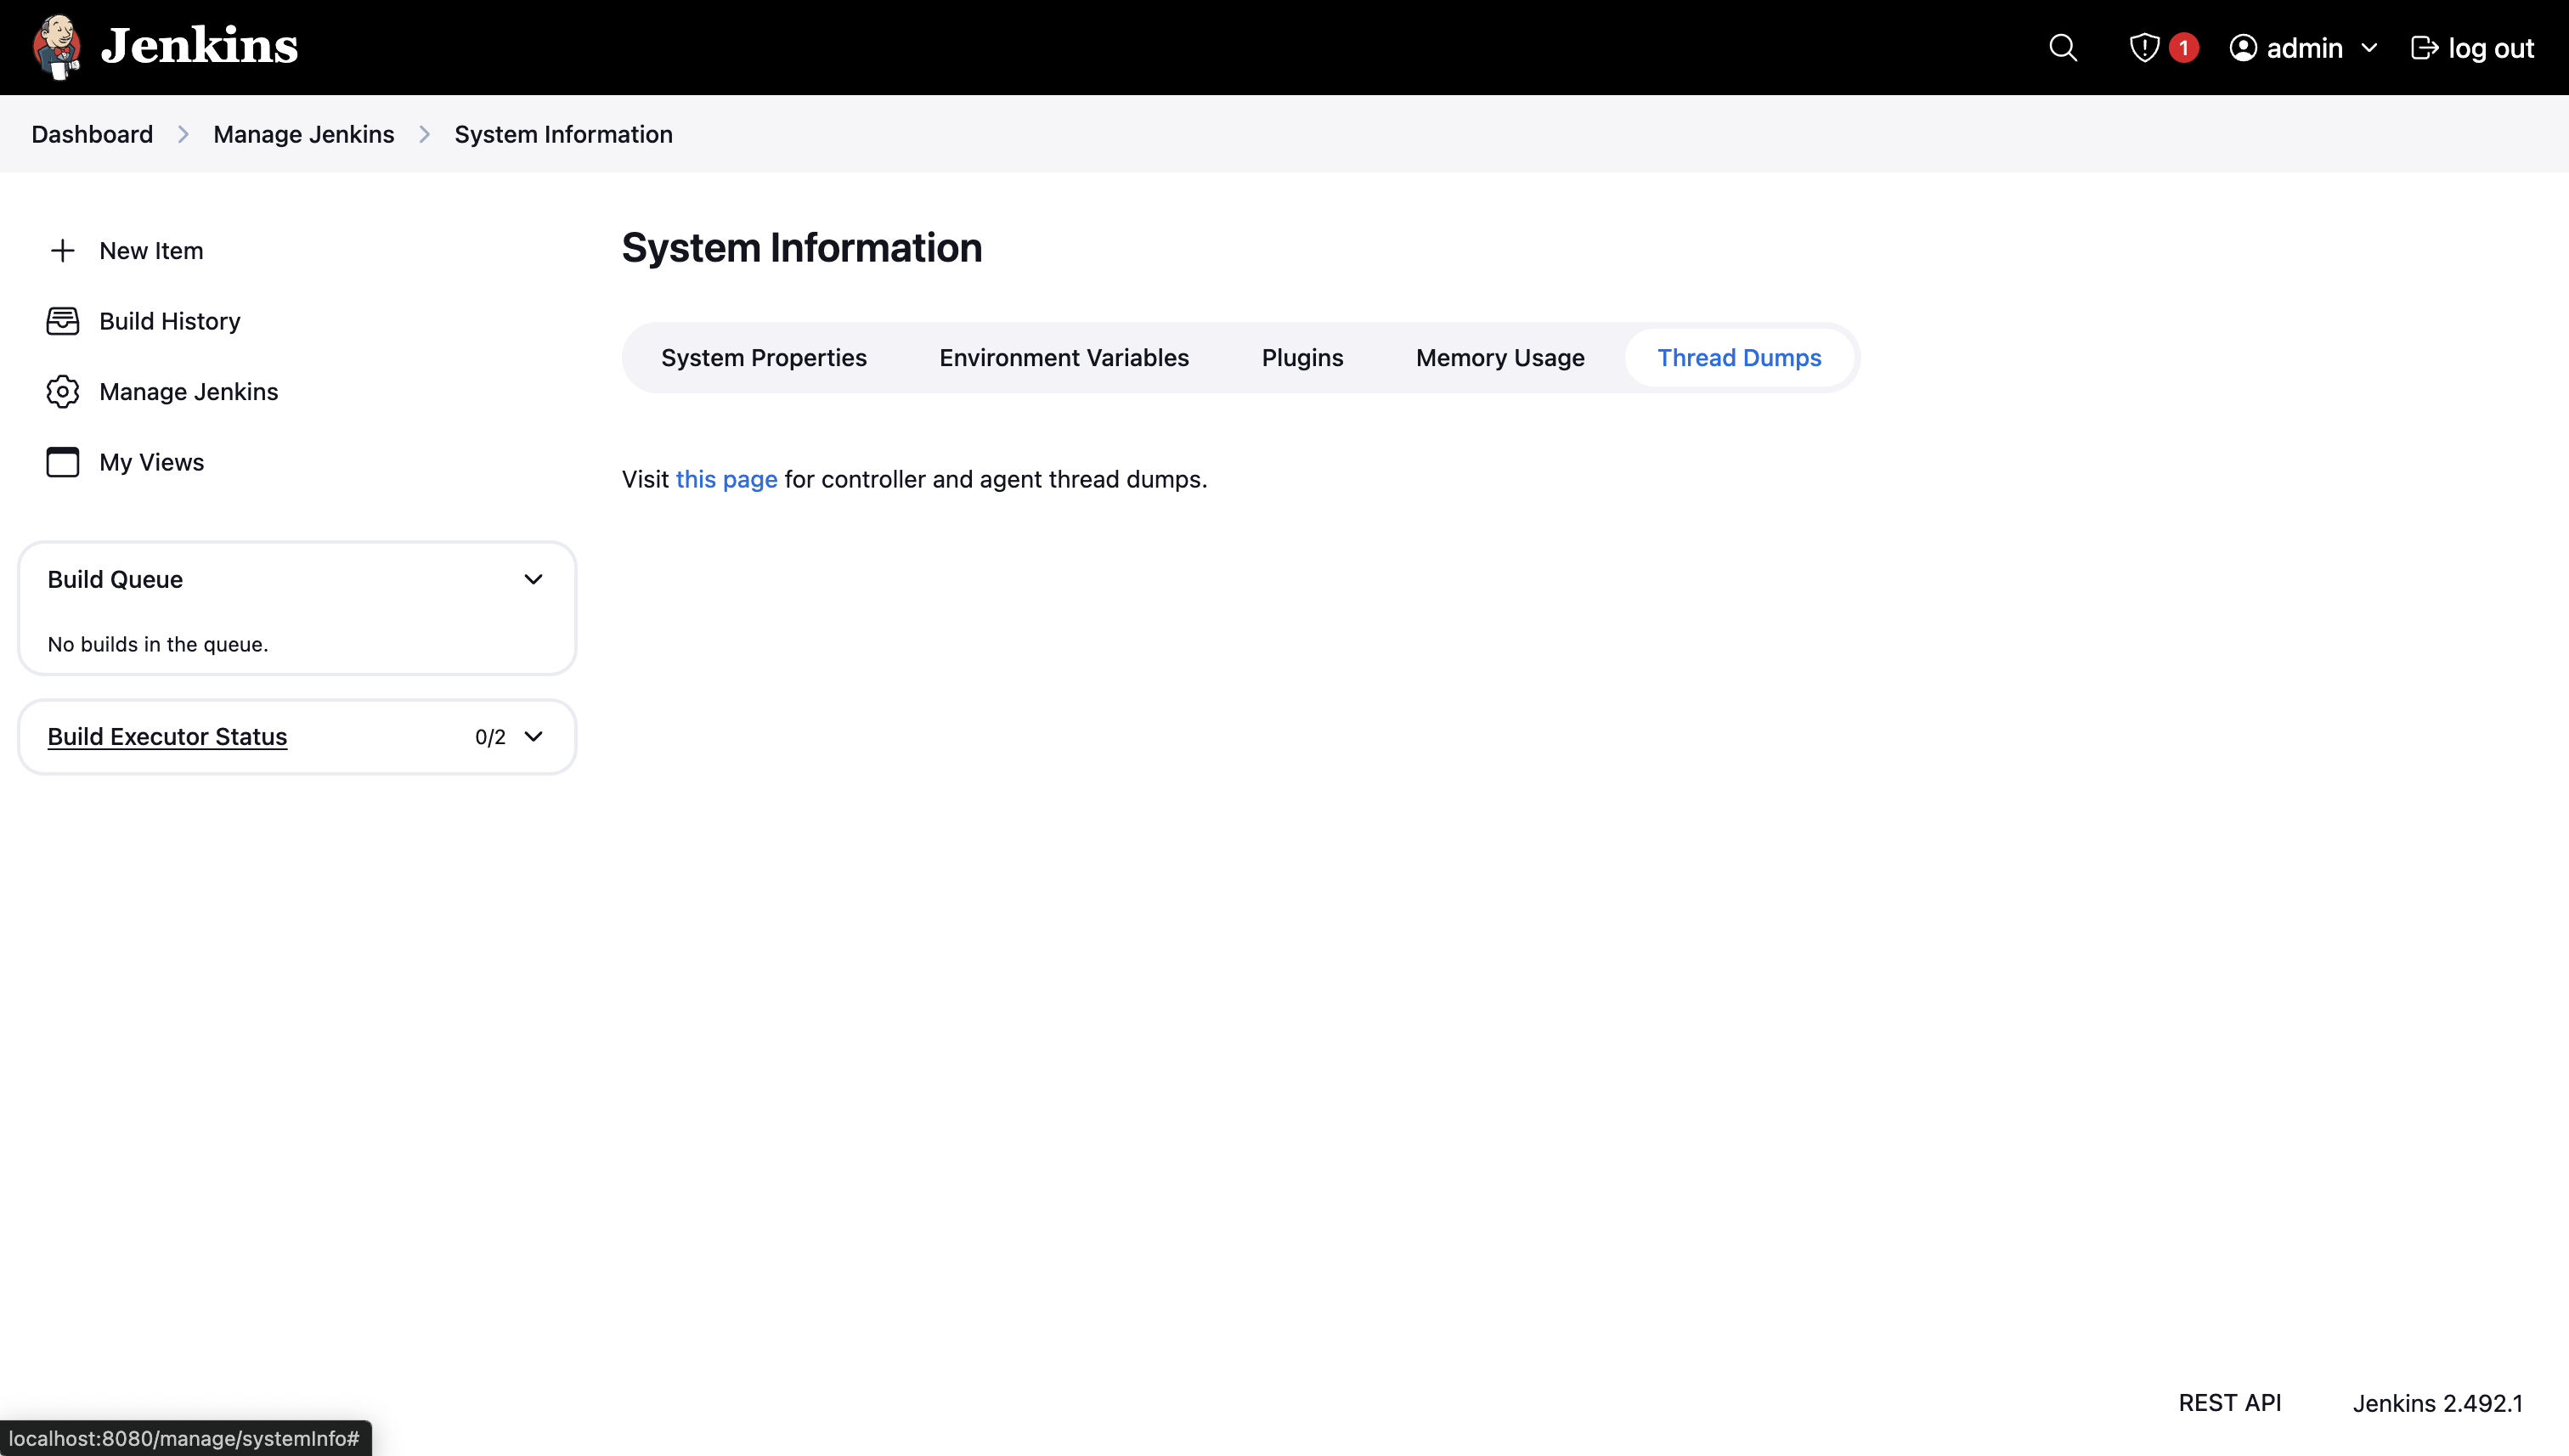 Jenkins
1
admin
log out
Dashboard
Manage Jenkins
System Information
New Item
Build History
Manage Jenkins
My Views
Build Queue
No builds in the queue.
Build Executor Status
0/2
System Information
System Properties
Environment Variables
Plugins
Memory Usage
Thread Dumps
Visit this page for controller and agent thread dumps.
REST API
Jenkins 2.492.1
localhost:8080/manage/systemInfo#